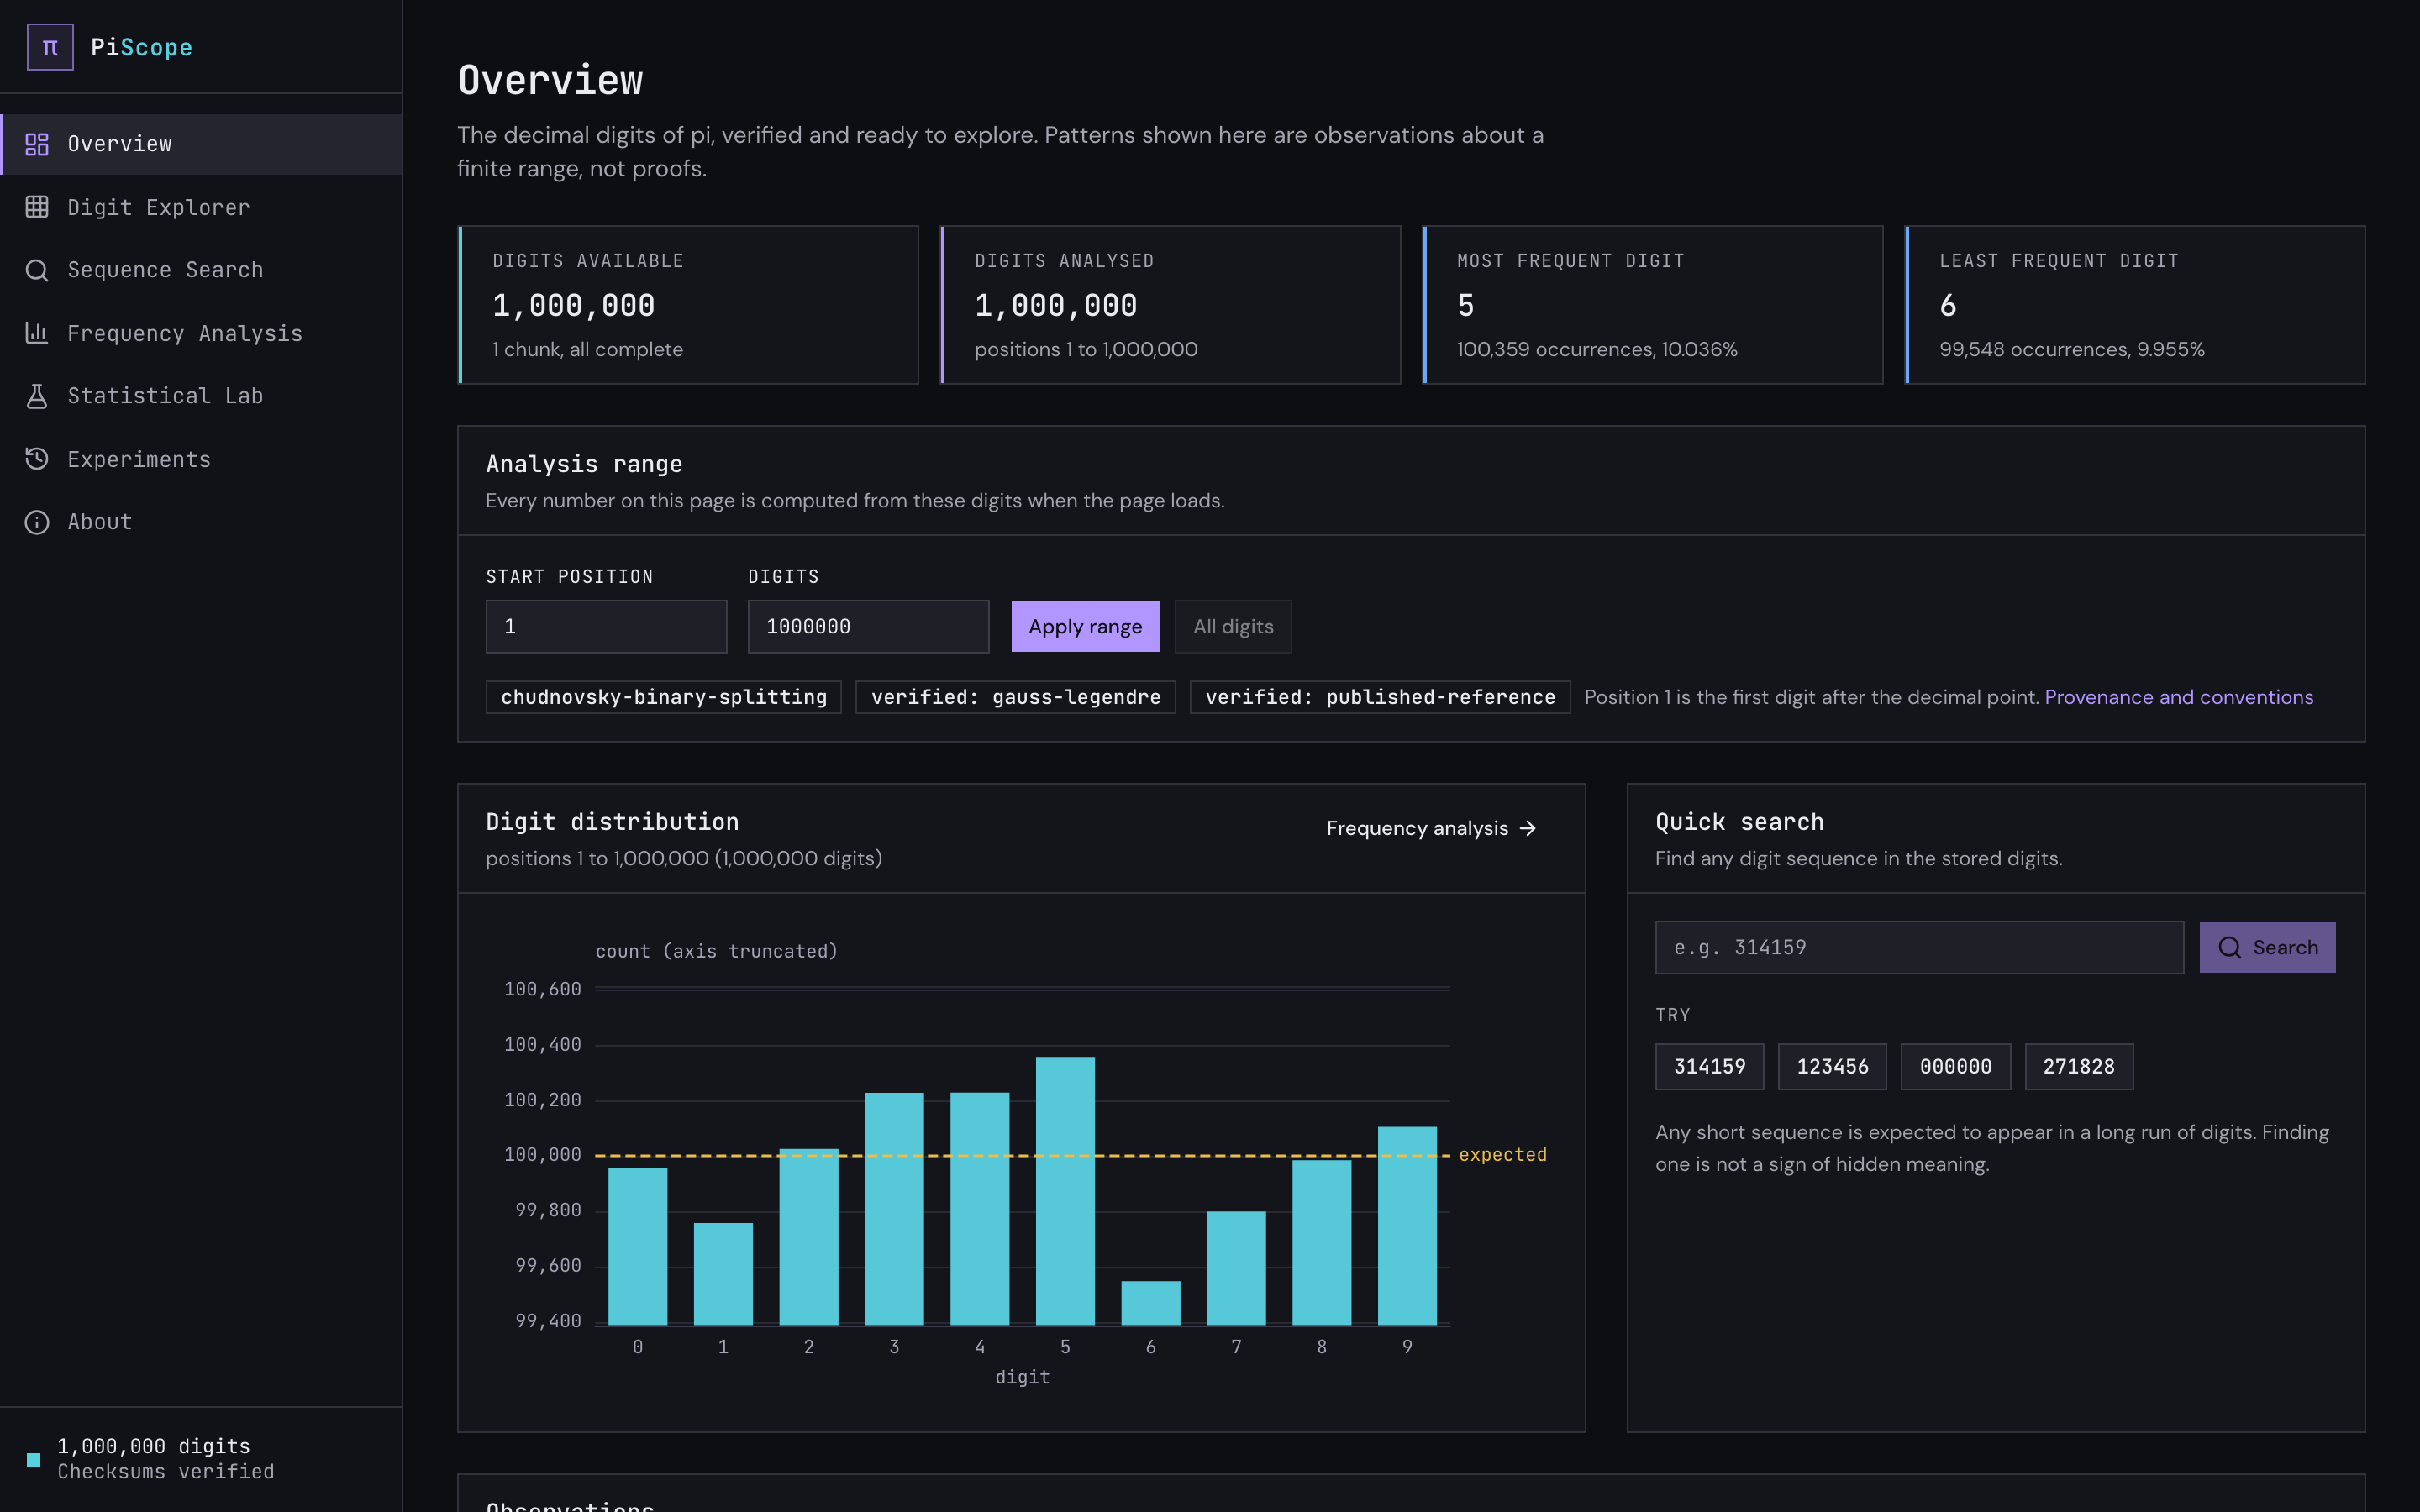 π PiScope
Overview
Digit Explorer
Sequence Search
Frequency Analysis
Statistical Lab
Experiments
About
1,000,000 digits
Checksums verified
Overview
The decimal digits of pi, verified and ready to explore. Patterns shown here are observations about a
finite range, not proofs.
DIGITS AVAILABLE
1,000,000
1 chunk, all complete
DIGITS ANALYSED
1,000,000
positions 1 to 1,000,000
MOST FREQUENT DIGIT
5
100,359 occurrences, 10.036%
LEAST FREQUENT DIGIT
6
99,548 occurrences, 9.955%
Analysis range
Every number on this page is computed from these digits when the page loads.
START POSITION
1
DIGITS
1000000
Apply range
All digits
chudnovsky-binary-splitting
verified: gauss-legendre
verified: published-reference
Position 1 is the first digit after the decimal point. Provenance and conventions
Digit distribution
positions 1 to 1,000,000 (1,000,000 digits)
Frequency analysis →
count (axis truncated)
100,600
100,400
100,200
100,000
99,800
99,600
99,400
expected
0 1 2 3 4 5 6 7 8 9
digit
Quick search
Find any digit sequence in the stored digits.
e.g. 314159
Search
TRY
314159
123456
000000
271828
Any short sequence is expected to appear in a long run of digits. Finding
one is not a sign of hidden meaning.
Observations